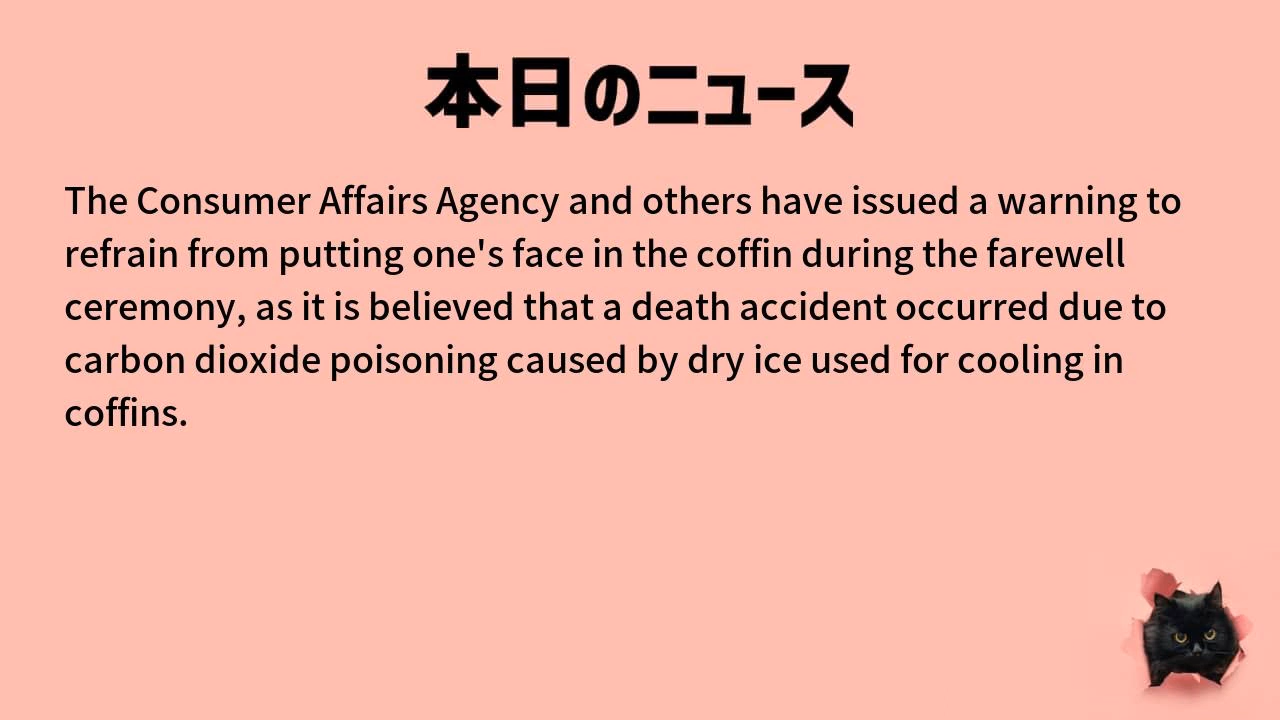 本日のニュース
The Consumer Affairs Agency and others have issued a warning to
refrain from putting one's face in the coffin during the farewell
ceremony, as it is believed that a death accident occurred due to
carbon dioxide poisoning caused by dry ice used for cooling in
coffins.